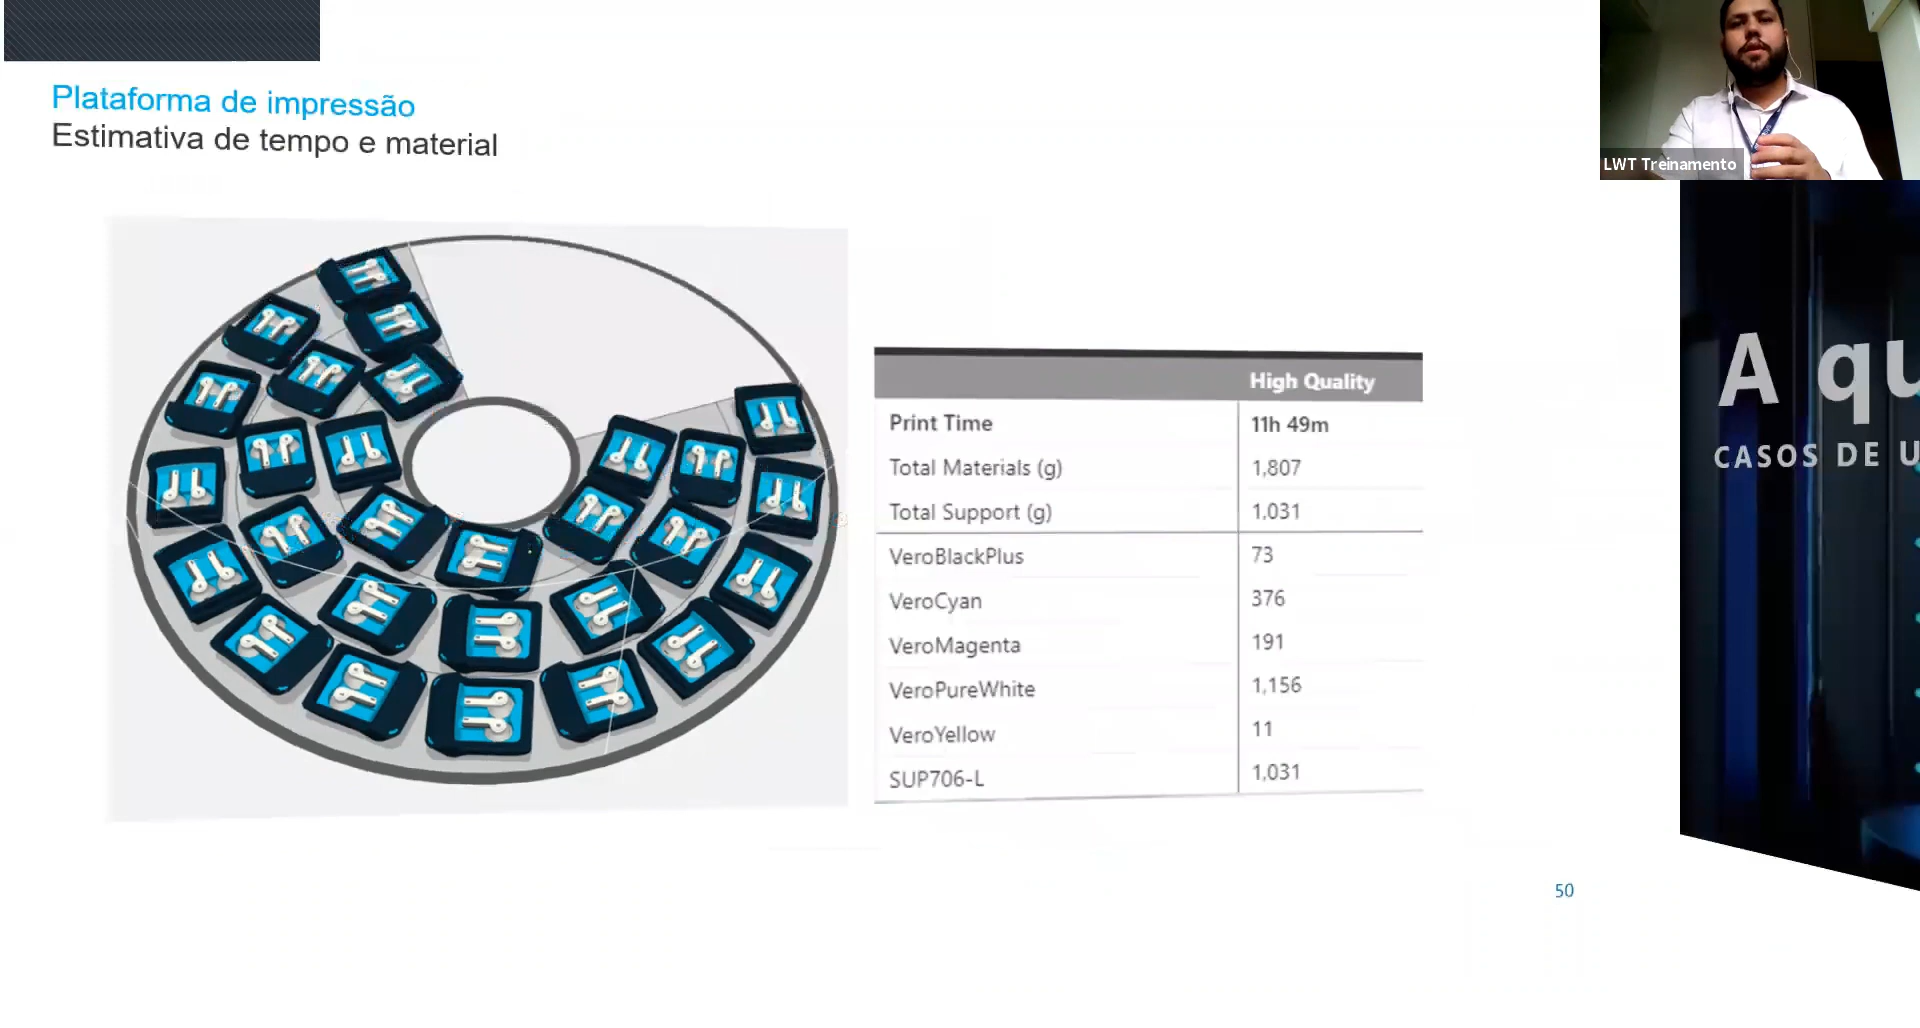 Plataforma de impressão
Estimativa de tempo e material
LWT Treinamento
High Quality
Print Time 11h 49m
Total Materials (g) 1,807
Total Support (g) 1,031
VeroBlackPlus 73
VeroCyan 376
VeroMagenta 191
VeroPureWhite 1,156
VeroYellow 11
SUP706-L 1,031
A qu
CASOS DE U
50